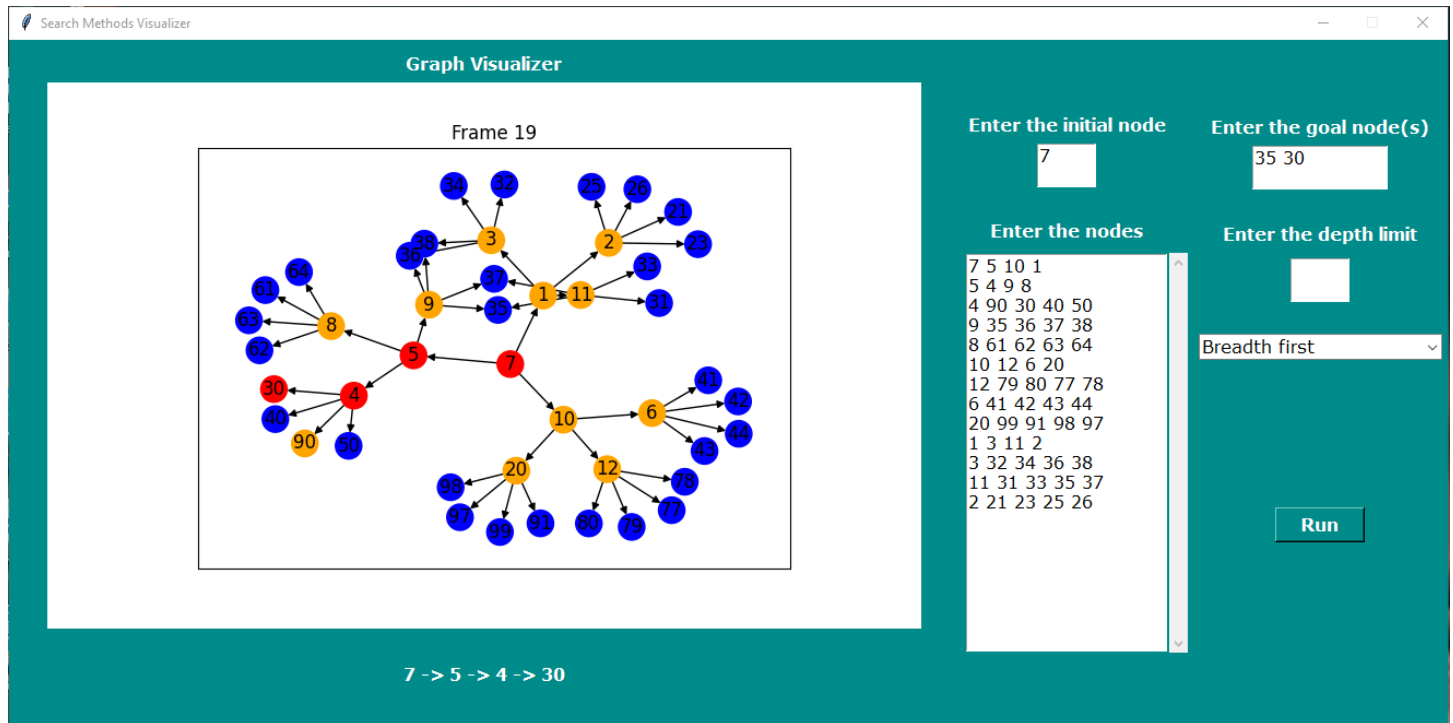 Search Methods Visualizer
Graph Visualizer
Frame 19
34 32 25 26
21
38 3 2 23
36
64 37 33
61 9 1 11
63 8 35 31
62
5 7
30 4 41
40 6 42
90 50 10 44
43
20 12
98 78
97 99 91 80 79 77
7 -> 5 -> 4 -> 30
Enter the initial node
7
Enter the goal node(s)
35 30
Enter the nodes
7 5 10 1
5 4 9 8
4 90 30 40 50
9 35 36 37 38
8 61 62 63 64
10 12 6 20
12 79 80 77 78
6 41 42 43 44
20 99 91 98 97
1 3 11 2
3 32 34 36 38
11 31 33 35 37
2 21 23 25 26
Enter the depth limit
Breadth first
Run